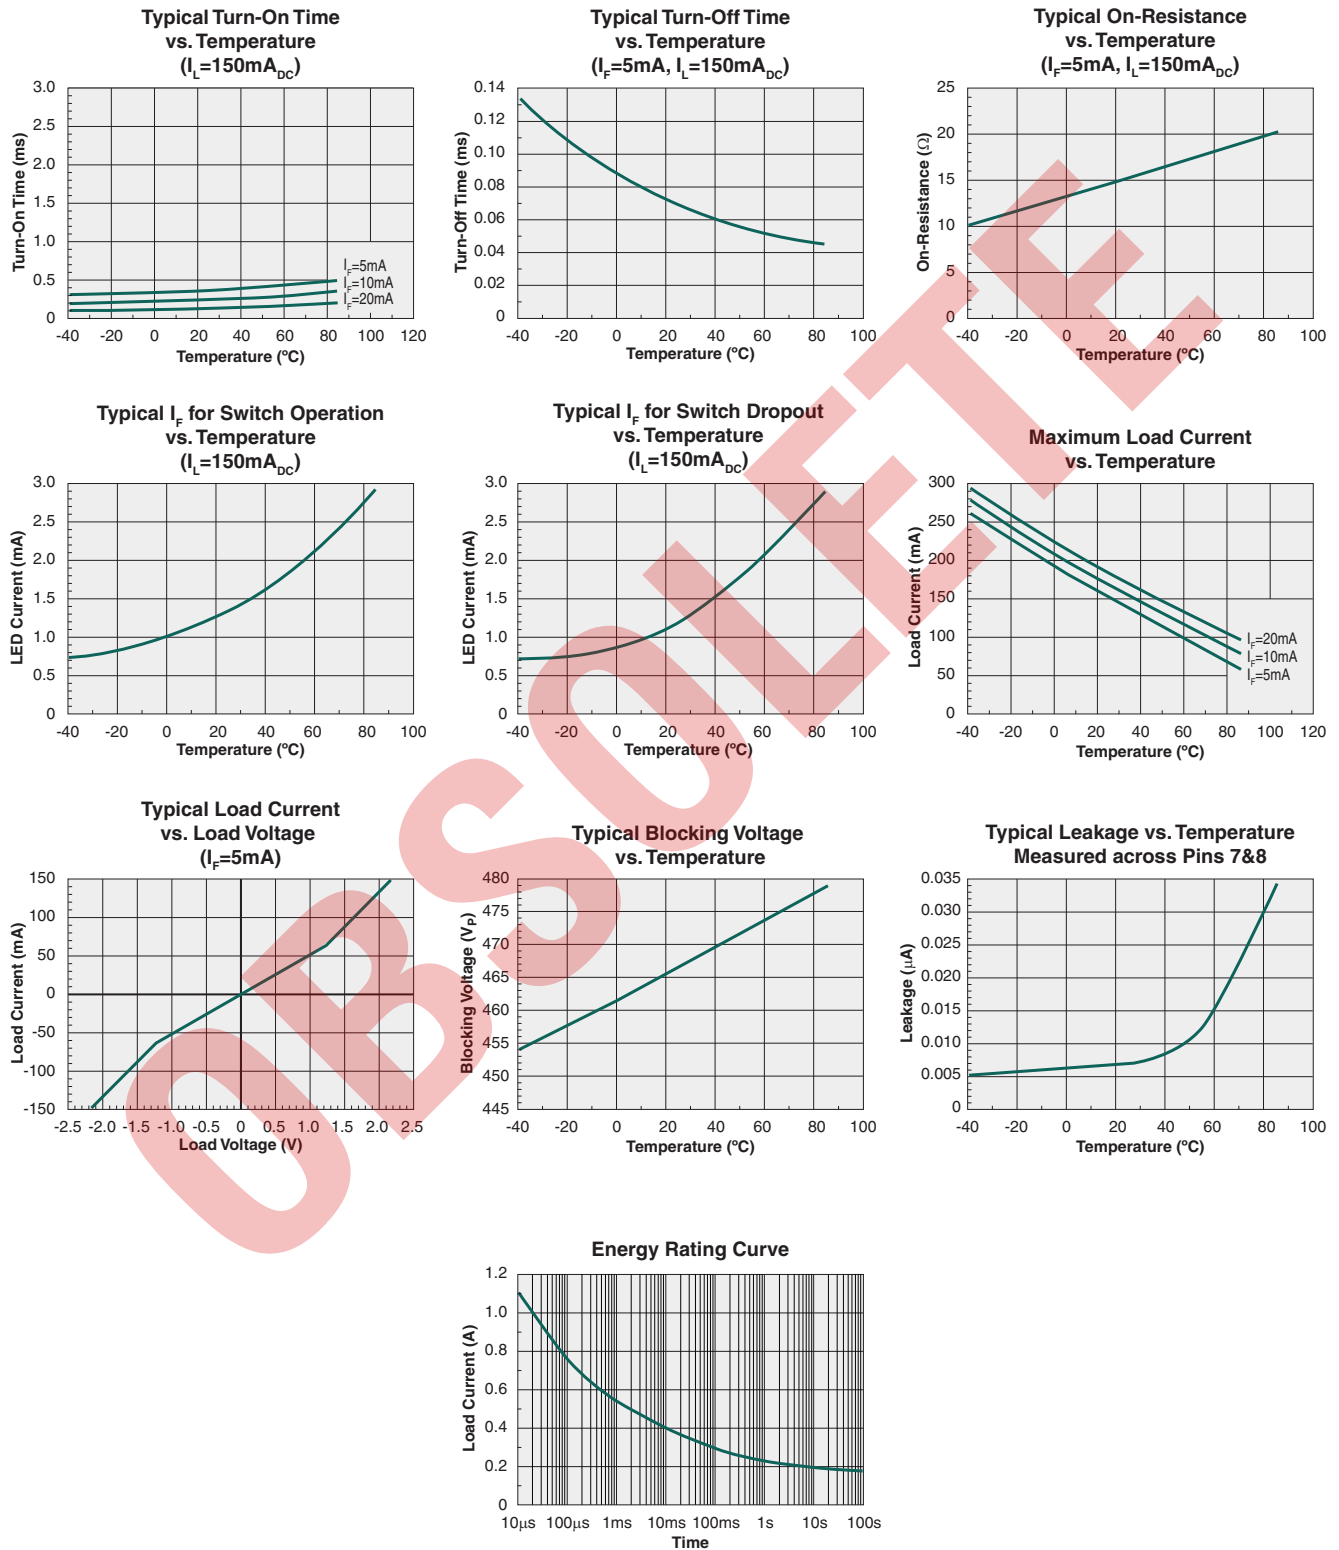 Typical Turn-On Time
vs. Temperature
(IL=150mADC)
3.0
2.5
2.0
1.5
1.0
0.5
0
Turn-On Time (ms)
IF=5mA
IF=10mA
IF=20mA
-40 -20 0 20 40 60 80 100 120
Temperature (ºC)
Typical Turn-Off Time
vs. Temperature
(IF=5mA, IL=150mADC)
0.14
0.12
0.10
0.08
0.06
0.04
0.02
0
Turn-Off Time (ms)
-40 -20 0 20 40 60 80 100
Temperature (ºC)
Typical On-Resistance
vs. Temperature
(IF=5mA, IL=150mADC)
25
20
15
10
5
0
On-Resistance (Ω)
-40 -20 0 20 40 60 80 100
Temperature (ºC)
Typical IF for Switch Operation
vs. Temperature
(IL=150mADC)
3.0
2.5
2.0
1.5
1.0
0.5
0
LED Current (mA)
-40 -20 0 20 40 60 80 100
Temperature (ºC)
Typical IF for Switch Dropout
vs. Temperature
(IL=150mADC)
3.0
2.5
2.0
1.5
1.0
0.5
0
LED Current (mA)
-40 -20 0 20 40 60 80 100
Temperature (ºC)
Maximum Load Current
vs. Temperature
300
250
200
150
100
50
0
Load Current (mA)
IF=20mA
IF=10mA
IF=5mA
-40 -20 0 20 40 60 80 100 120
Temperature (ºC)
Typical Load Current
vs. Load Voltage
(IF=5mA)
150
100
50
0
-50
-100
-150
Load Current (mA)
-2.5 -2.0 -1.5 -1.0 -0.5 0 0.5 1.0 1.5 2.0 2.5
Load Voltage (V)
Typical Blocking Voltage
vs. Temperature
480
475
470
465
460
455
450
445
Blocking Voltage (VP)
-40 -20 0 20 40 60 80 100
Temperature (ºC)
Typical Leakage vs. Temperature
Measured across Pins 7&8
0.035
0.030
0.025
0.020
0.015
0.010
0.005
0
Leakage (μA)
-40 -20 0 20 40 60 80 100
Temperature (ºC)
Energy Rating Curve
1.2
1.0
0.8
0.6
0.4
0.2
0
Load Current (A)
10μs 100μs 1ms 10ms 100ms 1s 10s 100s
Time
OBSOLETE